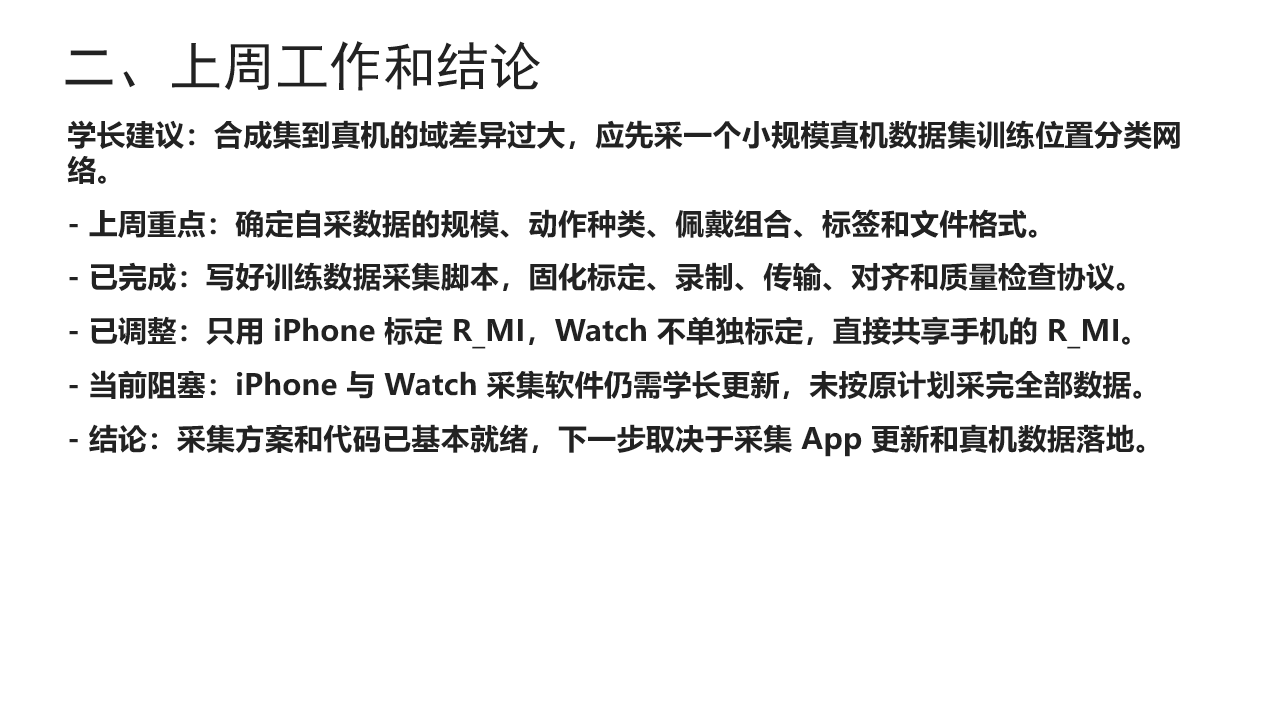 二、上周工作和结论
学长建议：合成集到真机的域差异过大，应先采一个小规模真机数据集训练位置分类网
络。
- 上周重点：确定自采数据的规模、动作种类、佩戴组合、标签和文件格式。
- 已完成：写好训练数据采集脚本，固化标定、录制、传输、对齐和质量检查协议。
- 已调整：只用 iPhone 标定 R_MI，Watch 不单独标定，直接共享手机的 R_MI。
- 当前阻塞：iPhone 与 Watch 采集软件仍需学长更新，未按原计划采完全部数据。
- 结论：采集方案和代码已基本就绪，下一步取决于采集 App 更新和真机数据落地。